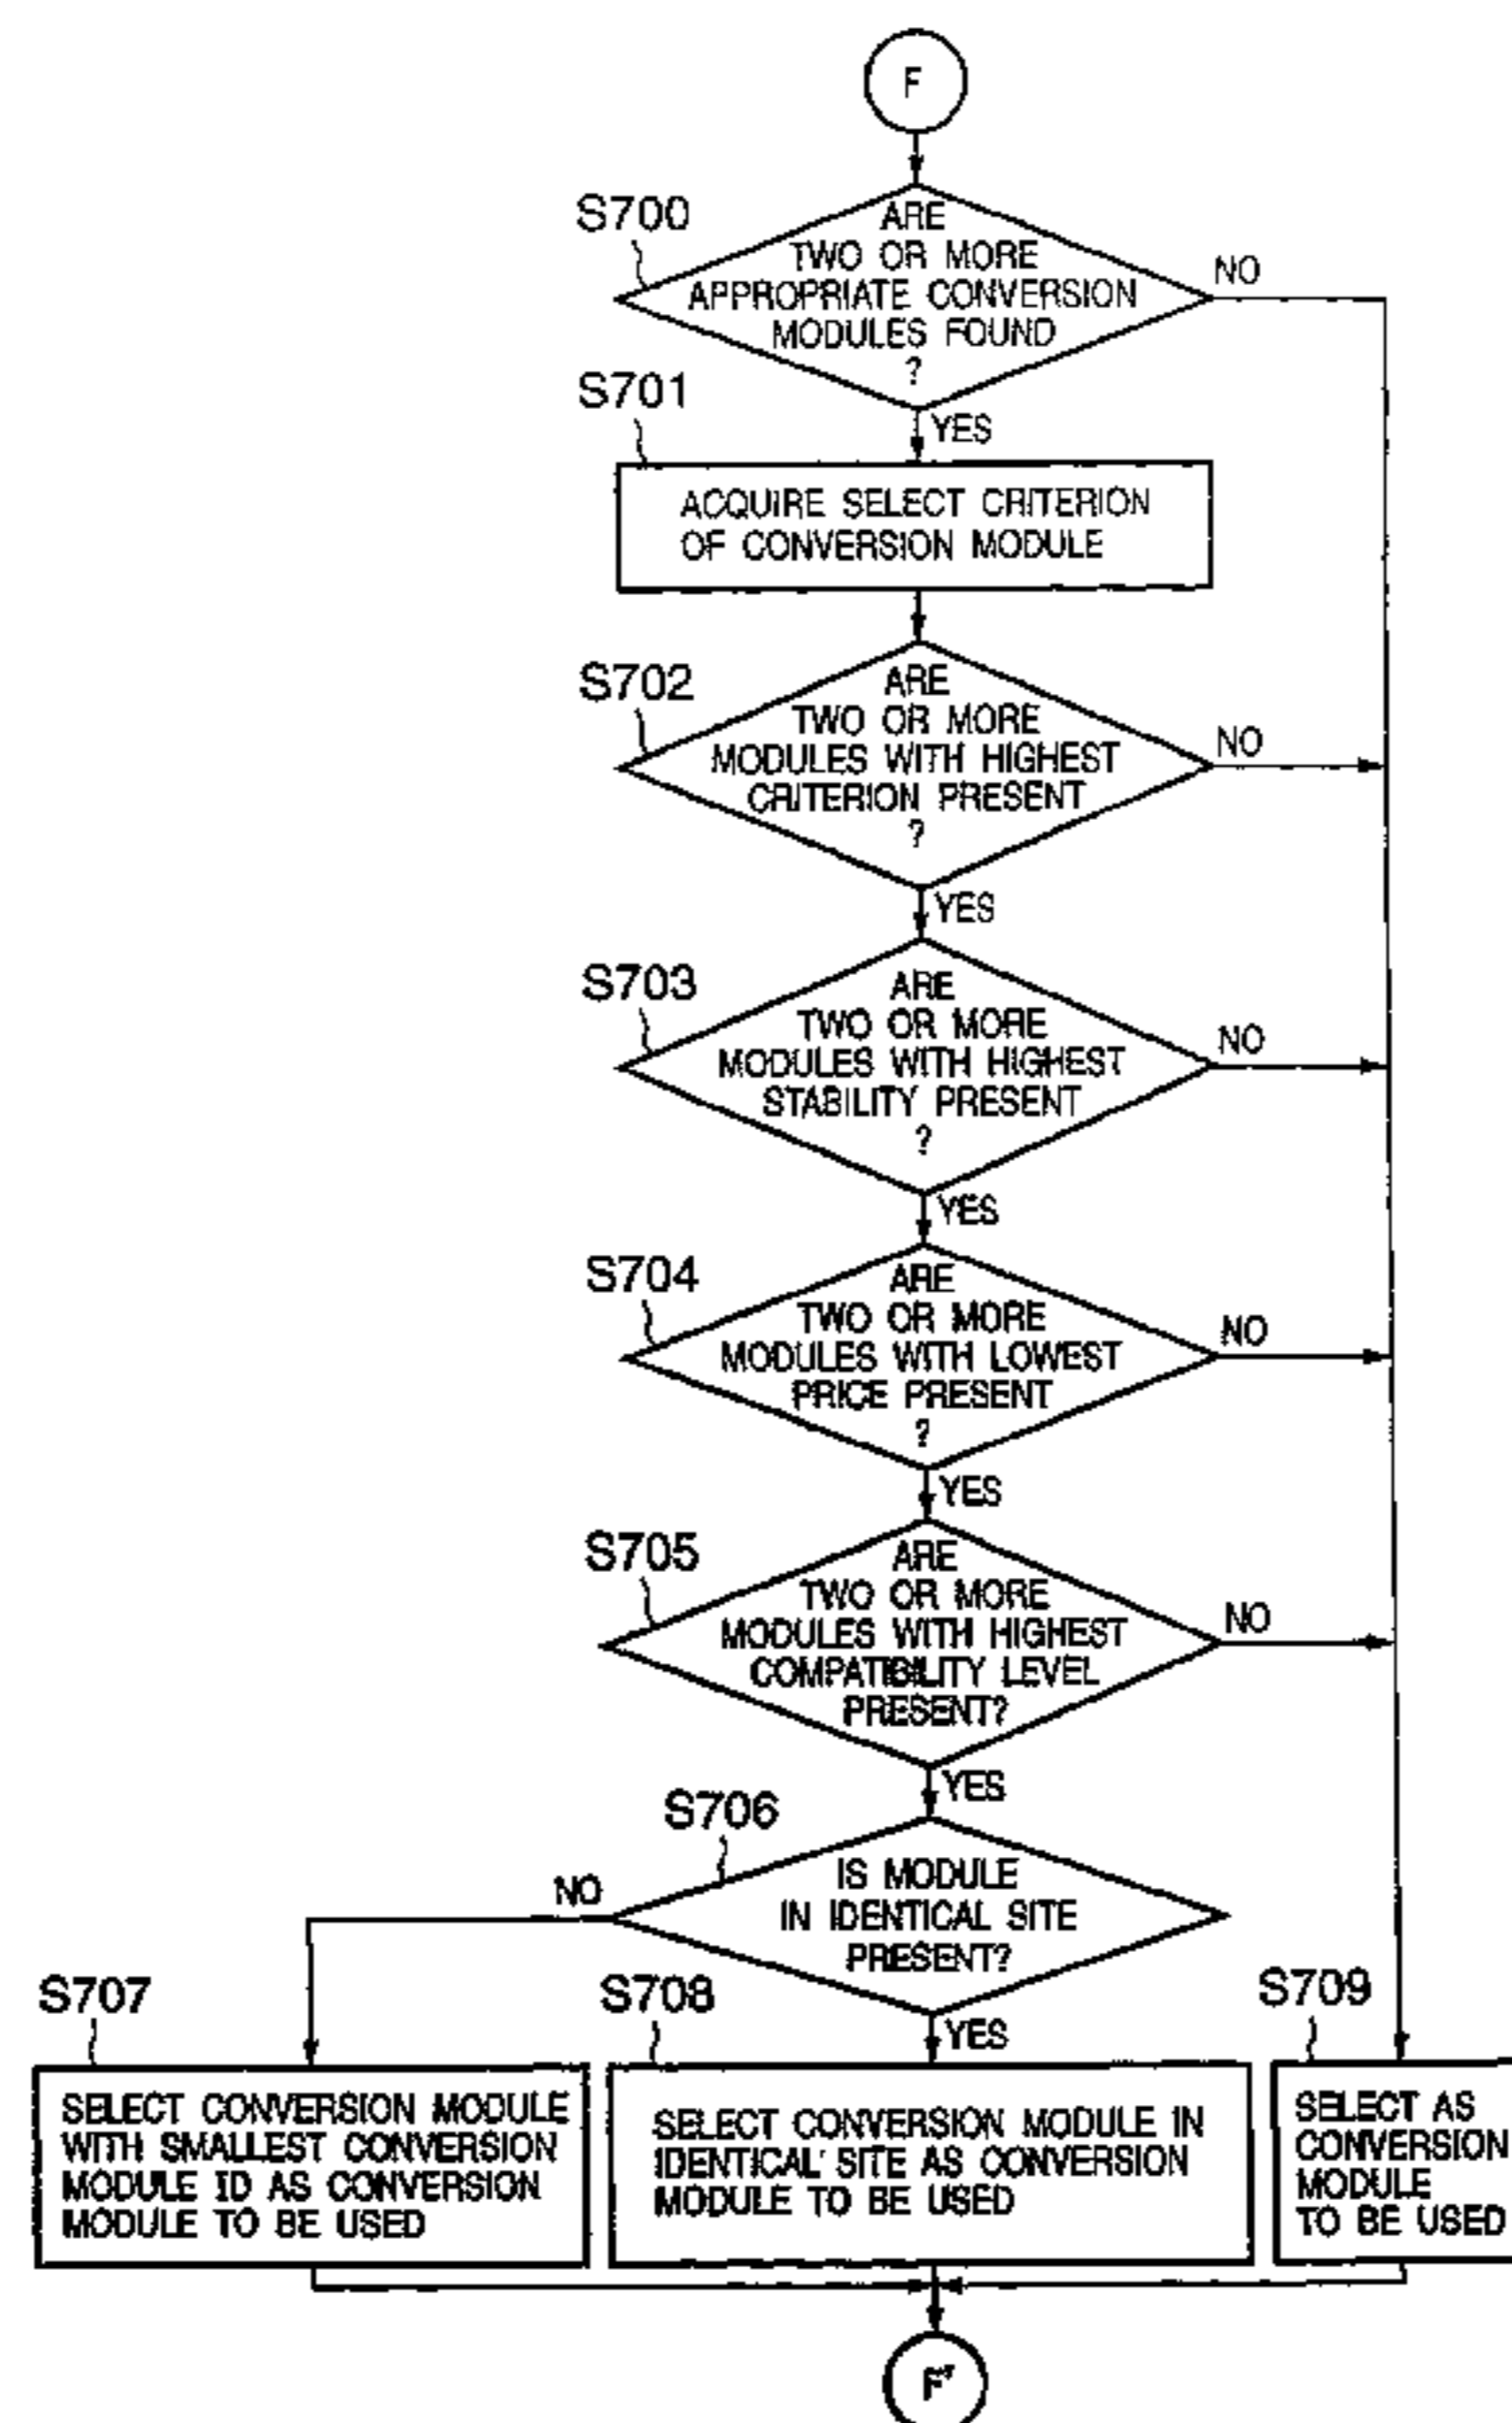 F
S700
ARE
TWO OR MORE
APPROPRIATE CONVERSION
MODULES FOUND
?
NO
YES
S701
ACQUIRE SELECT CRITERION
OF CONVERSION MODULE
S702
ARE
TWO OR MORE
MODULES WITH HIGHEST
CRITERION PRESENT
?
NO
YES
S703
ARE
TWO OR MORE
MODULES WITH HIGHEST
STABILITY PRESENT
?
NO
YES
S704
ARE
TWO OR MORE
MODULES WITH LOWEST
PRICE PRESENT
?
NO
YES
S705
ARE
TWO OR MORE
MODULES WITH HIGHEST
COMPATIBILITY LEVEL
PRESENT?
NO
YES
S706
IS MODULE
IN IDENTICAL SITE
PRESENT?
NO
YES
S707
SELECT CONVERSION MODULE
WITH SMALLEST CONVERSION
MODULE ID AS CONVERSION
MODULE TO BE USED
S708
SELECT CONVERSION MODULE IN
IDENTICAL SITE AS CONVERSION
MODULE TO BE USED
S709
SELECT AS
CONVERSION
MODULE
TO BE USED
F'